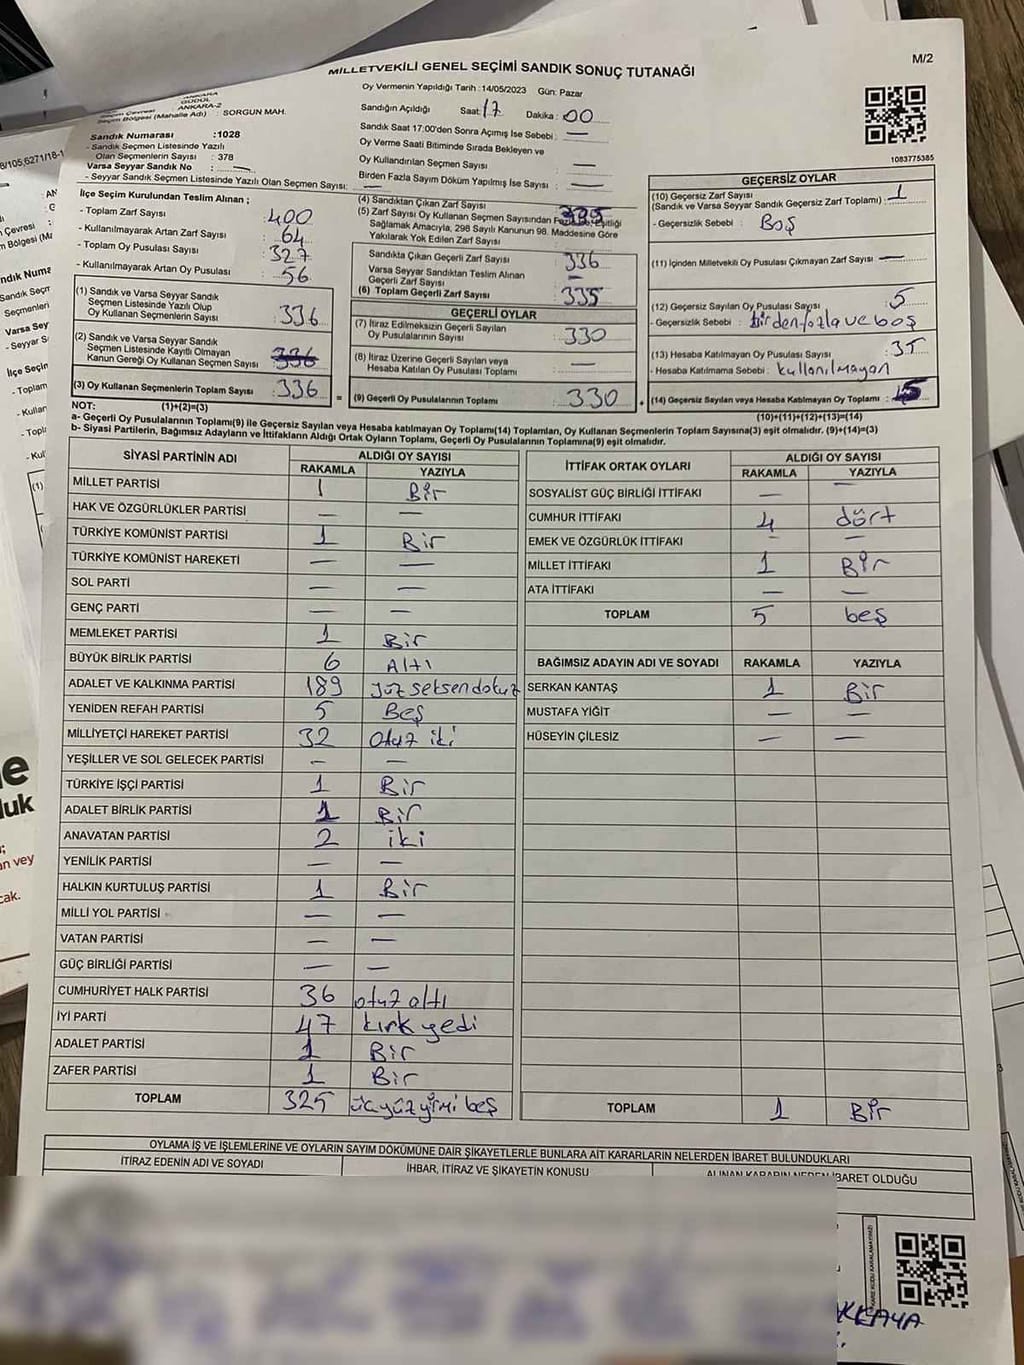 M/2
MİLLETVEKİLİ GENEL SEÇİMİ SANDIK SONUÇ TUTANAĞI
ANKARA
GÜDÜL
Seçim Çevresi : ANKARA-2
Seçim Bölgesi (Mahalle Adı) : SORGUN MAH.
Sandık Numarası :1028
- Sandık Seçmen Listesinde Yazılı
Olan Seçmenlerin Sayısı : 378
Varsa Seyyar Sandık No : —
- Seyyar Sandık Seçmen Listesinde Yazılı Olan Seçmen Sayısı: —
Oy Vermenin Yapıldığı Tarih :14/05/2023 Gün: Pazar
Sandığın Açıldığı Saat: 17 Dakika : 00
Sandık Saat 17:00'den Sonra Açımış İse Sebebi : —
Oy Verme Saati Bitiminde Sırada Bekleyen ve
Oy Kullandırılan Seçmen Sayısı —
Birden Fazla Sayım Döküm Yapılmış İse Sayısı : —
1083775385
İlçe Seçim Kurulundan Teslim Alınan ;
- Toplam Zarf Sayısı : 400
- Kullanılmayarak Artan Zarf Sayısı : 64
- Toplam Oy Pusulası Sayısı : 327
- Kullanılmayarak Artan Oy Pusulası : 56
(1) Sandık ve Varsa Seyyar Sandık
Seçmen Listesinde Yazılı Olup
Oy Kullanan Seçmenlerin Sayısı : 336
(2) Sandık ve Varsa Seyyar Sandık
Seçmen Listesinde Kayıtlı Olmayan
Kanun Gereği Oy Kullanan Seçmen Sayısı : 336
(3) Oy Kullanan Seçmenlerin Toplam Sayısı : 336
(4) Sandıktan Çıkan Zarf Sayısı
(5) Zarf Sayısı Oy Kullanan Seçmen Sayısından Fazla İse, Eşitliği
Sağlamak Amacıyla, 298 Sayılı Kanunun 98. Maddesine Göre
Yakılarak Yok Edilen Zarf Sayısı :
Sandıkta Çıkan Geçerli Zarf Sayısı : 336
Varsa Seyyar Sandıktan Teslim Alınan
Geçerli Zarf Sayısı : —
(6) Toplam Geçerli Zarf Sayısı : 335
GEÇERLİ OYLAR
(7) İtiraz Edilmeksizin Geçerli Sayılan
Oy Pusulalarının Sayısı : 330
(8) İtiraz Üzerine Geçerli Sayılan veya
Hesaba Katılan Oy Pusulası Toplamı : —
= (9) Geçerli Oy Pusulalarının Toplamı : 330 +
GEÇERSİZ OYLAR
(10) Geçersiz Zarf Sayısı
(Sandık ve Varsa Seyyar Sandık Geçersiz Zarf Toplamı) : 1
- Geçersizlik Sebebi : Boş
(11) İçinden Milletvekili Oy Pusulası Çıkmayan Zarf Sayısı —
(12) Geçersiz Sayılan Oy Pusulası Sayısı : 5
- Geçersizlik Sebebi : birden fazla ve boş
(13) Hesaba Katılmayan Oy Pusulası Sayısı : 35
- Hesaba Katılmama Sebebi : kullanılmayan
(14) Geçersiz Sayılan veya Hesaba Katılmayan Oy Toplamı :
NOT: (1)+(2)=(3)
(10)+(11)+(12)+(13)=(14)
a- Geçerli Oy Pusulaları Toplamı(9) ile Geçersiz Sayılan veya Hesaba katılmayan Oy Toplamı(14) Toplamları, Oy Kullanan Seçmenlerin Toplam Sayısına(3) eşit olmalıdır. (9)+(14)=(3)
b- Siyasi Partilerin, Bağımsız Adayların ve İttifakların Aldığı Ortak Oyların Toplamı, Geçerli Oy Pusulalarının Toplamına(9) eşit olmalıdır.
SİYASİ PARTİNİN ADI ALDIĞI OY SAYISI
RAKAMLA YAZIYLA
MİLLET PARTİSİ 1 Bir
HAK VE ÖZGÜRLÜKLER PARTİSİ — —
TÜRKİYE KOMÜNİST PARTİSİ 1 Bir
TÜRKİYE KOMÜNİST HAREKETİ — —
SOL PARTİ — —
GENÇ PARTİ — —
MEMLEKET PARTİSİ 1 Bir
BÜYÜK BİRLİK PARTİSİ 6 Altı
ADALET VE KALKINMA PARTİSİ 189 yüz seksen dokuz
YENİDEN REFAH PARTİSİ 5 Beş
MİLLİYETÇİ HAREKET PARTİSİ 32 Otuz iki
YEŞİLLER VE SOL GELECEK PARTİSİ — —
TÜRKİYE İŞÇİ PARTİSİ 1 Bir
ADALET BİRLİK PARTİSİ 1 Bir
ANAVATAN PARTİSİ 2 iki
YENİLİK PARTİSİ — —
HALKIN KURTULUŞ PARTİSİ 1 Bir
MİLLİ YOL PARTİSİ — —
VATAN PARTİSİ — —
GÜÇ BİRLİĞİ PARTİSİ — —
CUMHURİYET HALK PARTİSİ 36 otuz altı
İYİ PARTİ 47 kırk yedi
ADALET PARTİSİ 1 Bir
ZAFER PARTİSİ 1 Bir
TOPLAM 325 üçyüz yirmi beş
İTTİFAK ORTAK OYLARI ALDIĞI OY SAYISI
RAKAMLA YAZIYLA
SOSYALİST GÜÇ BİRLİĞİ İTTİFAKI — —
CUMHUR İTTİFAKI 4 dört
EMEK VE ÖZGÜRLÜK İTTİFAKI — —
MİLLET İTTİFAKI 1 Bir
ATA İTTİFAKI — —
TOPLAM 5 beş
BAĞIMSIZ ADAYIN ADI VE SOYADI RAKAMLA YAZIYLA
SERKAN KANTAŞ 1 Bir
MUSTAFA YİĞİT — —
HÜSEYİN ÇİLESİZ — —
TOPLAM 1 Bir
OYLAMA İŞ VE İŞLEMLERİNE VE OYLARIN SAYIM DÖKÜMÜNE DAİR ŞİKAYETLERLE BUNLARA AİT KARARLARIN NELERDEN İBARET BULUNDUKLARI
İTİRAZ EDENİN ADI VE SOYADI İHBAR, İTİRAZ VE ŞİKAYETİN KONUSU ALINAN KARARIN NEDEN İBARET OLDUĞU